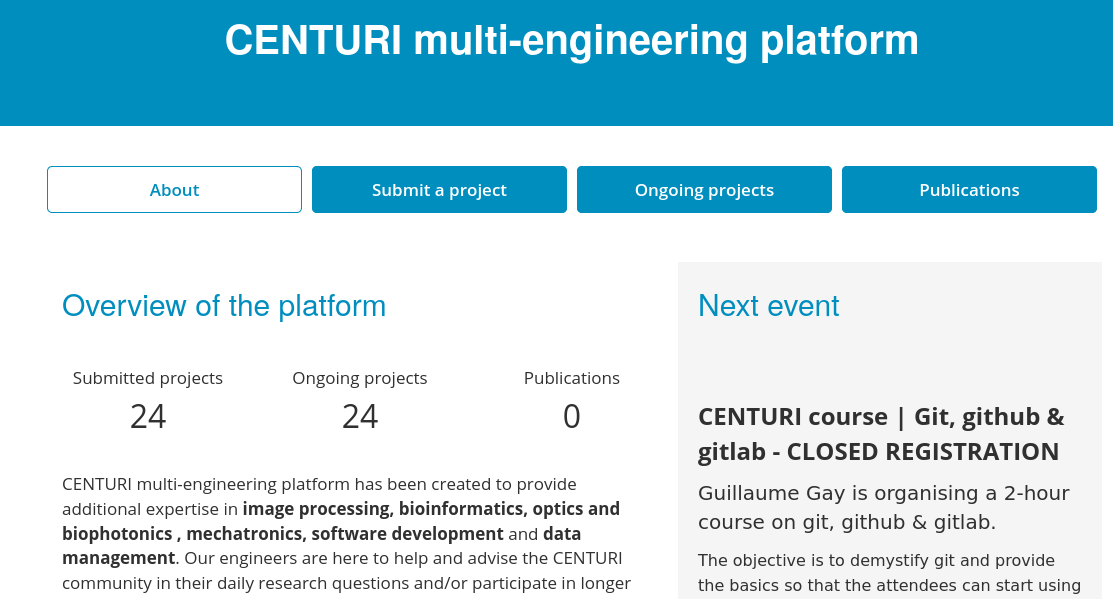 CENTURI multi-engineering platform
About
Submit a project
Ongoing projects
Publications
Overview of the platform
Submitted projects
24
Ongoing projects
24
Publications
0
CENTURI multi-engineering platform has been created to provide
additional expertise in image processing, bioinformatics, optics and
biophotonics , mechatronics, software development and data
management. Our engineers are here to help and advise the CENTURI
community in their daily research questions and/or participate in longer
Next event
CENTURI course | Git, github &
gitlab - CLOSED REGISTRATION
Guillaume Gay is organising a 2-hour
course on git, github & gitlab.
The objective is to demystify git and provide
the basics so that the attendees can start using